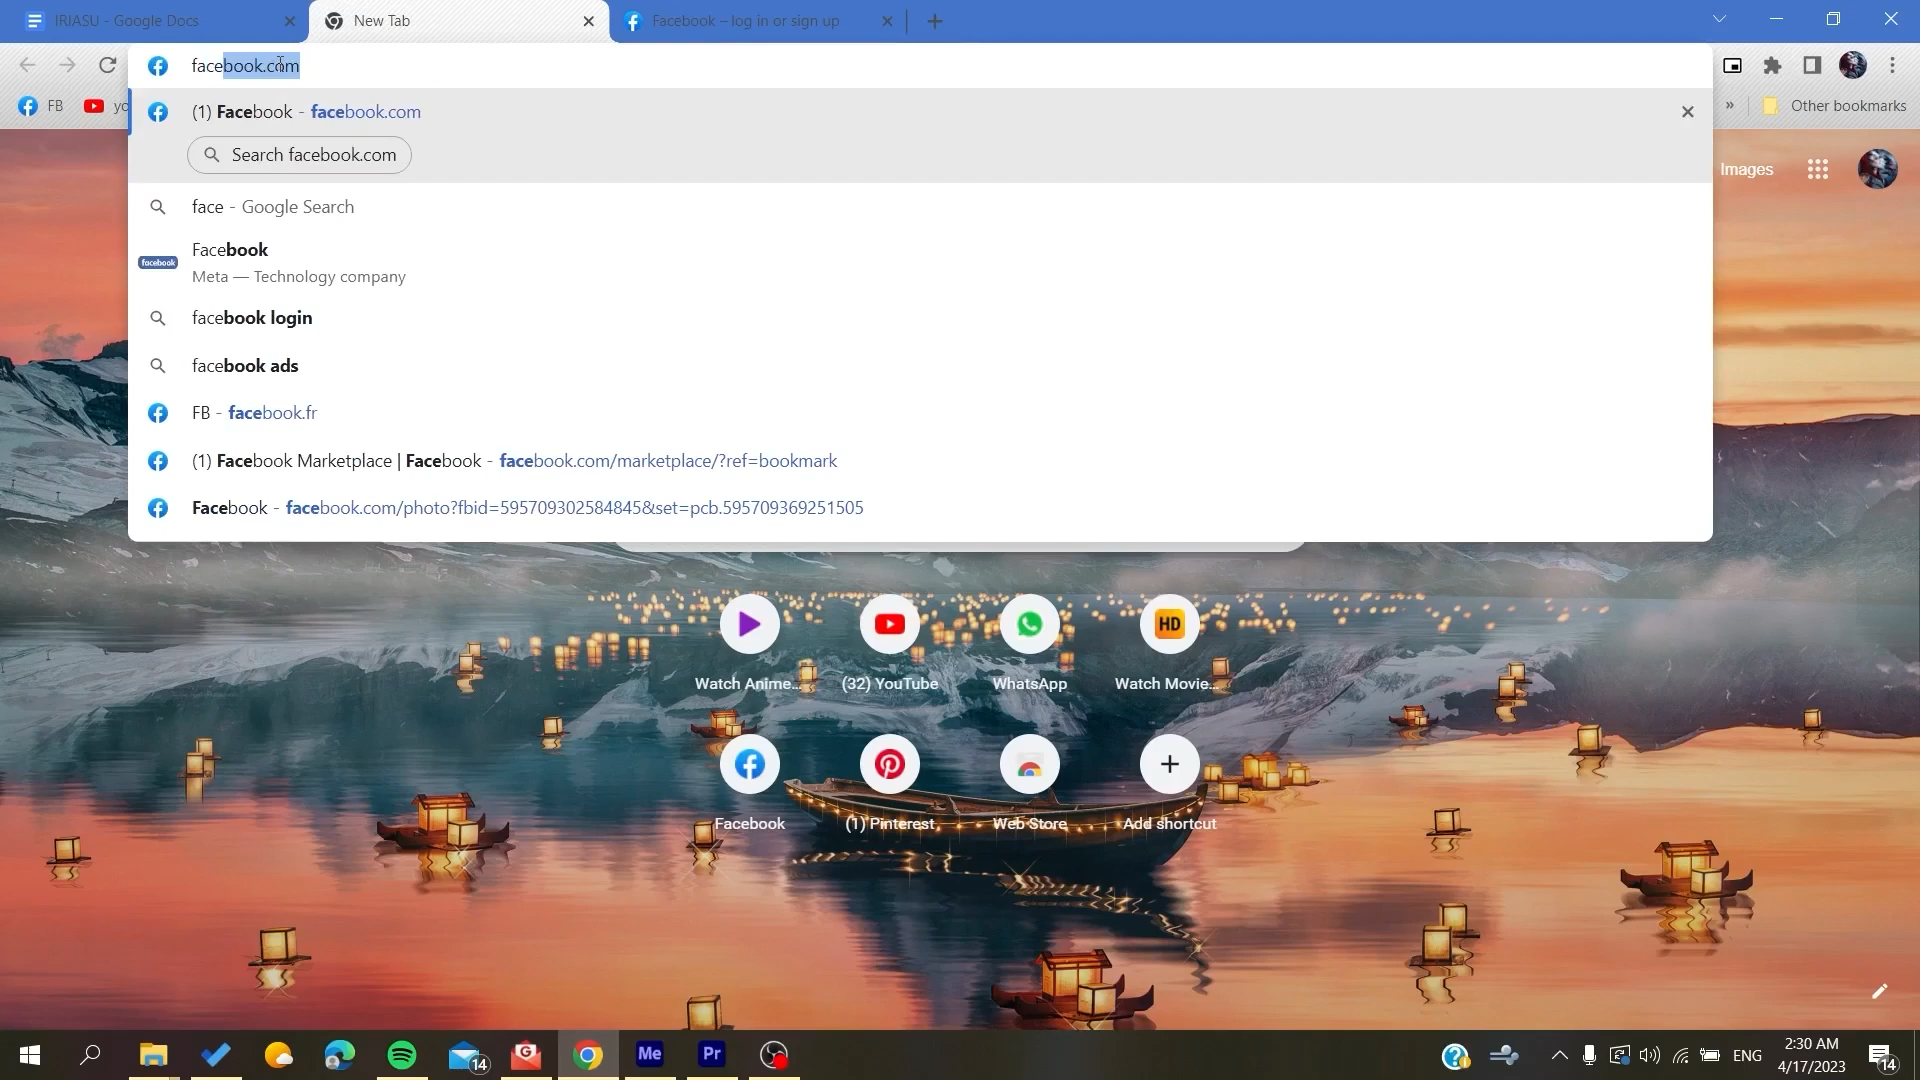 IRIASU - Google Docs
New Tab
Facebook – log in or sign up
facebook.com
FB
yo
Other bookmarks
(1) Facebook - facebook.com
Search facebook.com
face - Google Search
Facebook
facebook
Meta — Technology company
facebook login
facebook ads
FB - facebook.fr
(1) Facebook Marketplace | Facebook - facebook.com/marketplace/?ref=bookmark
Facebook - facebook.com/photo?fbid=595709302584845&set=pcb.595709369251505
Images
HD
Watch Anime...
(32) YouTube
WhatsApp
Watch Movie...
Facebook
(1) Pinterest
Web Store
Add shortcut
14
G
Me
Pr
ENG
2:30 AM
4/17/2023
14